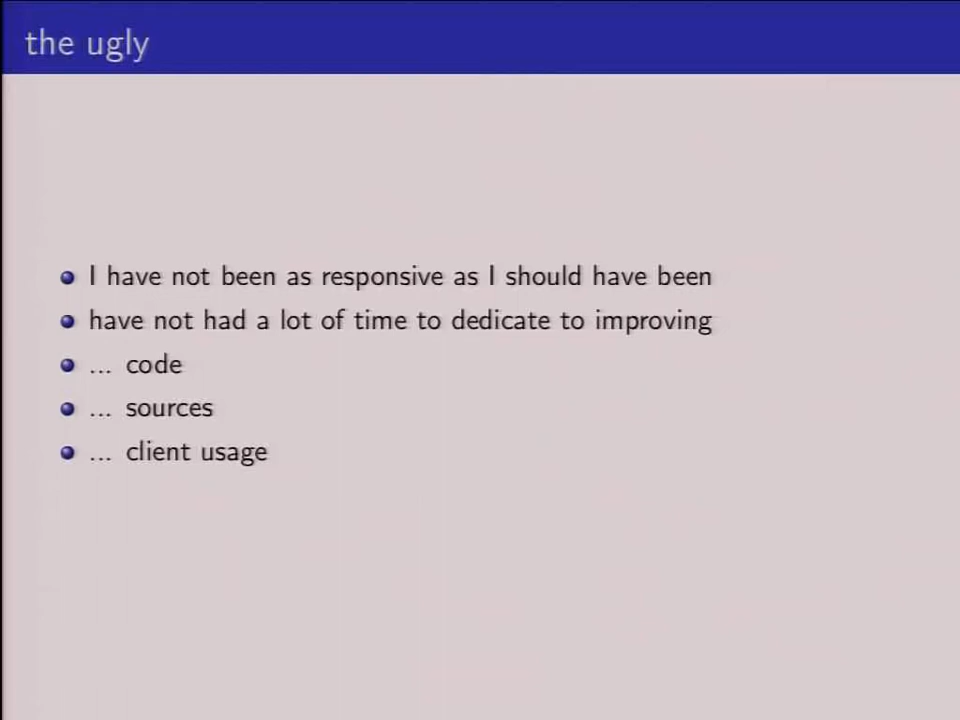 the ugly
I have not been as responsive as I should have been
have not had a lot of time to dedicate to improving
... code
... sources
... client usage